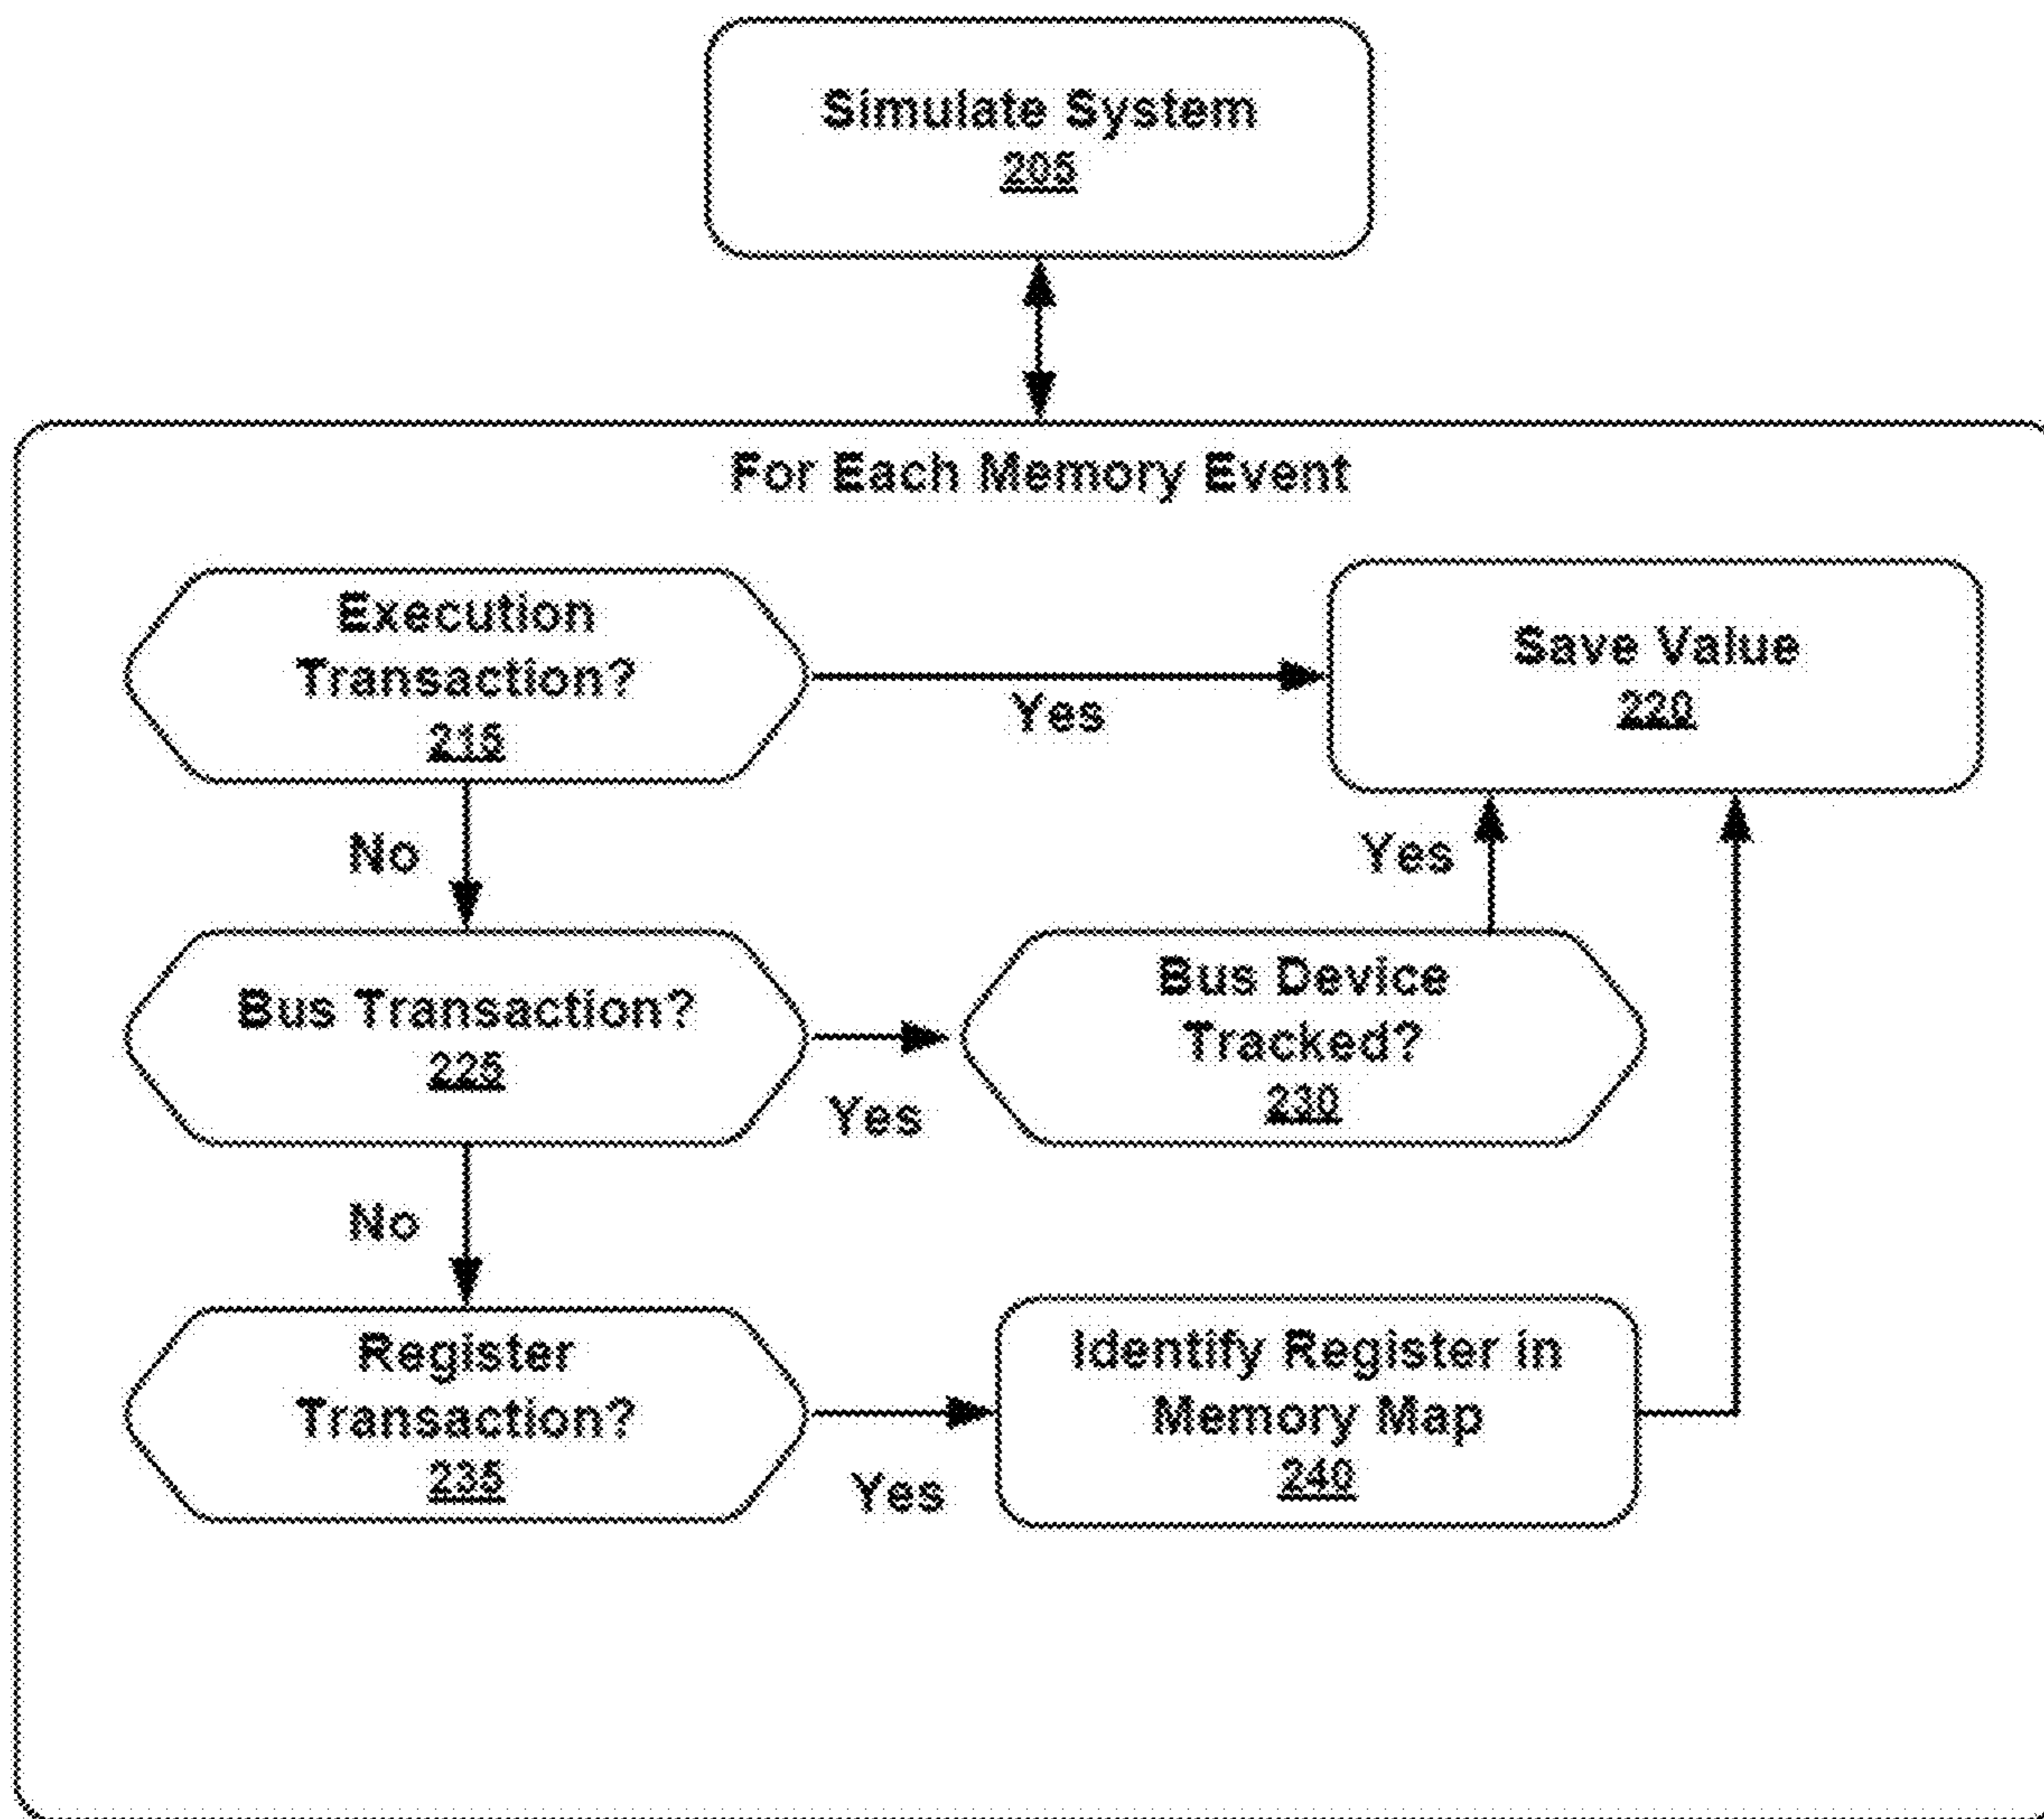 Simulate System
205
For Each Memory Event
Execution
Transaction?
215
Yes
Save Value
220
No
Yes
Bus Transaction?
225
Yes
Bus Device
Tracked?
230
No
Register
Transaction?
235
Yes
Identify Register in
Memory Map
240